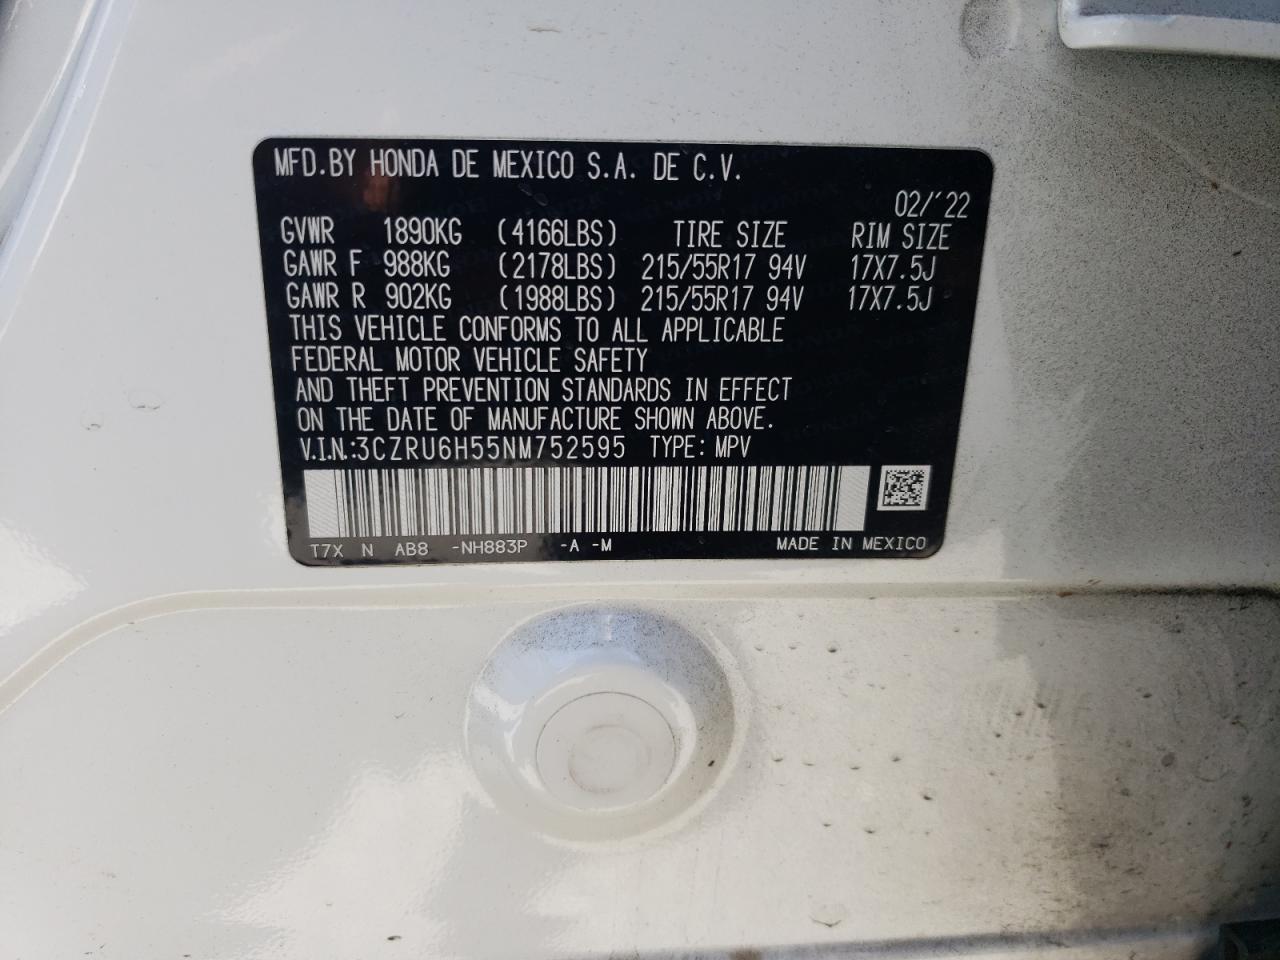 MFD.BY HONDA DE MEXICO S.A. DE C.V.
02/'22
GVWR 1890KG (4166LBS) TIRE SIZE RIM SIZE
GAWR F 988KG (2178LBS) 215/55R17 94V 17X7.5J
GAWR R 902KG (1988LBS) 215/55R17 94V 17X7.5J
THIS VEHICLE CONFORMS TO ALL APPLICABLE
FEDERAL MOTOR VEHICLE SAFETY
AND THEFT PREVENTION STANDARDS IN EFFECT
ON THE DATE OF MANUFACTURE SHOWN ABOVE.
V.I.N.:3CZRU6H55NM752595 TYPE: MPV
T7X N AB8 -NH883P -A -M MADE IN MEXICO